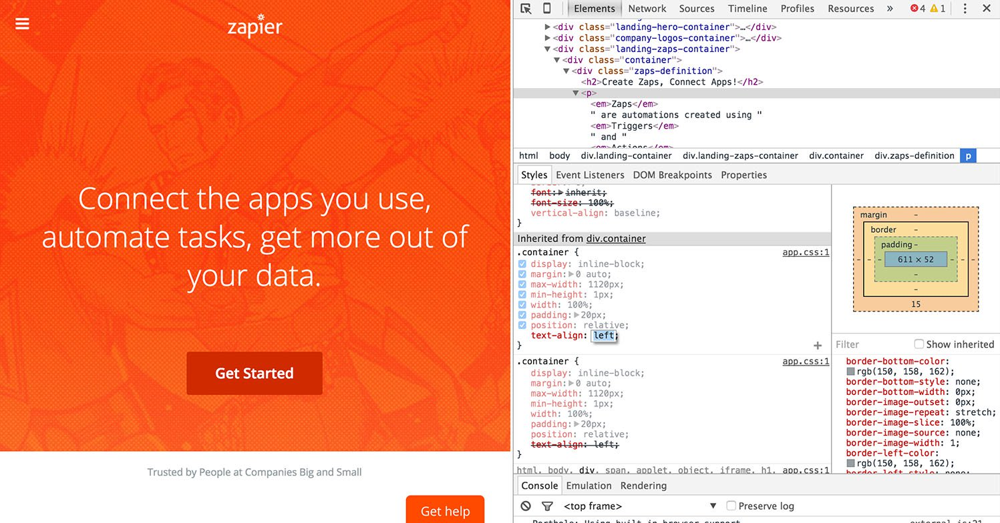 zapier
Connect the apps you use,
automate tasks, get more out of
your data.
Get Started
Trusted by People at Companies Big and Small
Get help
Elements Network Sources Timeline Profiles Resources » 4 1
<div class="landing-hero-container">…</div>
<div class="company-logos-container">…</div>
<div class="landing-zaps-container">
<div class="container">
<div class="zaps-definition">
<h2>Create Zaps, Connect Apps!</h2>
<p>
<em>Zaps</em>
" are automations created using "
<em>Triggers</em>
" and "
<em>Actions</em>
html body div.landing-container div.landing-zaps-container div.container div.zaps-definition p
Styles Event Listeners DOM Breakpoints Properties
font: inherit;
font-size: 100%;
vertical-align: baseline;
}
Inherited from div.container
.container { app.css:1
display: inline-block;
margin: 0 auto;
max-width: 1120px;
min-height: 1px;
width: 100%;
padding: 20px;
position: relative;
text-align: left;
}
.container { app.css:1
display: inline-block;
margin: 0 auto;
max-width: 1120px;
min-height: 1px;
width: 100%;
padding: 20px;
position: relative;
text-align: left;
}
html, body, div, span, applet, object, iframe, h1, app.css:1
margin -
border -
padding -
- - - 611 × 52 - - -
-
-
15
Filter Show inherited
border-bottom-color:
rgb(150, 158, 162);
border-bottom-style: none;
border-bottom-width: 0px;
border-image-outset: 0px;
border-image-repeat: stretch;
border-image-slice: 100%;
border-image-source: none;
border-image-width: 1;
border-left-color:
rgb(150, 158, 162);
border-left-style: none;
Console Emulation Rendering
<top frame> Preserve log
Porthole: Using built-in browser support